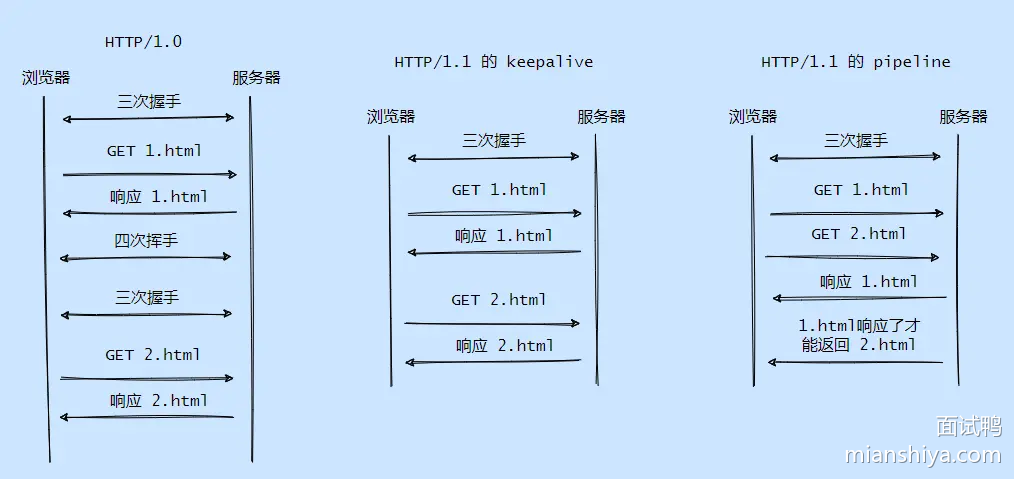 HTTP/1.0
浏览器
服务器
三次握手
GET 1.html
响应 1.html
四次挥手
三次握手
GET 2.html
响应 2.html
HTTP/1.1 的 keepalive
浏览器
服务器
三次握手
GET 1.html
响应 1.html
GET 2.html
响应 2.html
HTTP/1.1 的 pipeline
浏览器
服务器
三次握手
GET 1.html
GET 2.html
响应 1.html
1.html响应了才
能返回 2.html
面试鸭
mianshiya.com